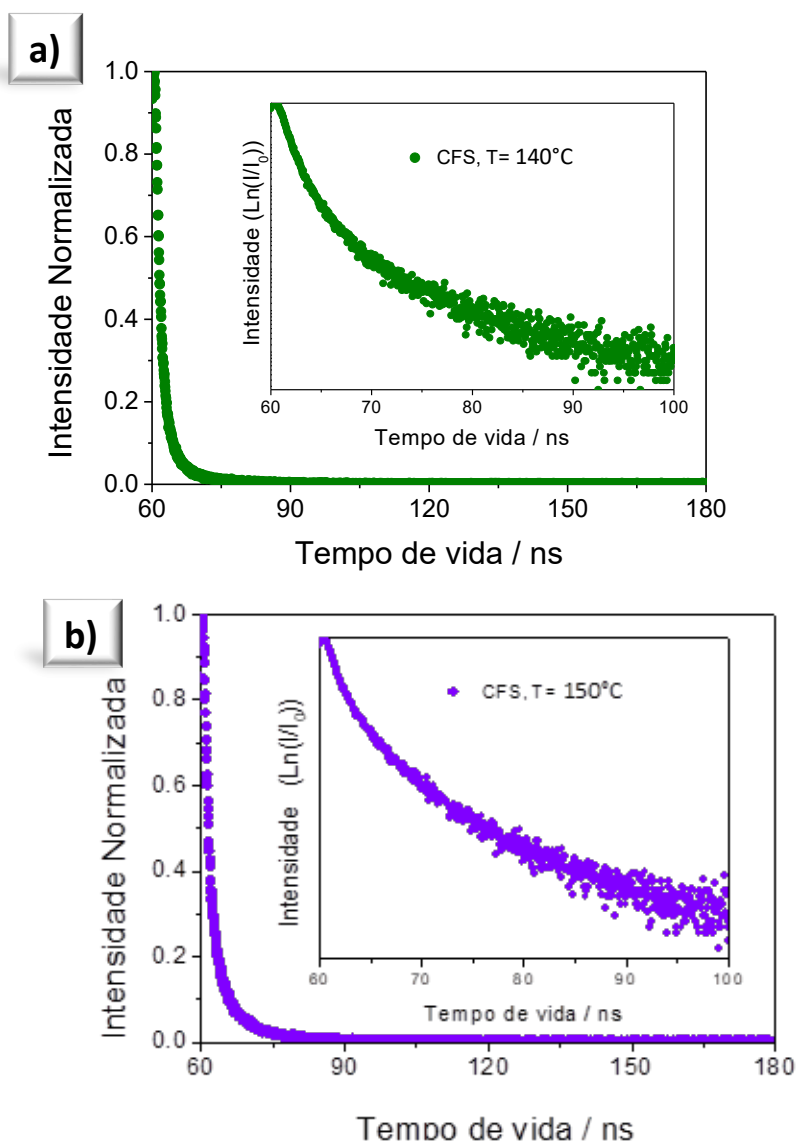 a)
1.0
0.8
0.6
0.4
0.2
0.0
Intensidade Normalizada
60 90 120 150 180
Tempo de vida / ns
Intensidade (Ln(I/I0))
CFS, T= 140°C
60 70 80 90 100
Tempo de vida / ns
b)
1.0
0.8
0.6
0.4
0.2
0.0
Intensidade Normalizada
60 90 120 150 180
Tempo de vida / ns
Intensidade (Ln(I/I0))
CFS, T= 150°C
60 70 80 90 100
Tempo de vida / ns